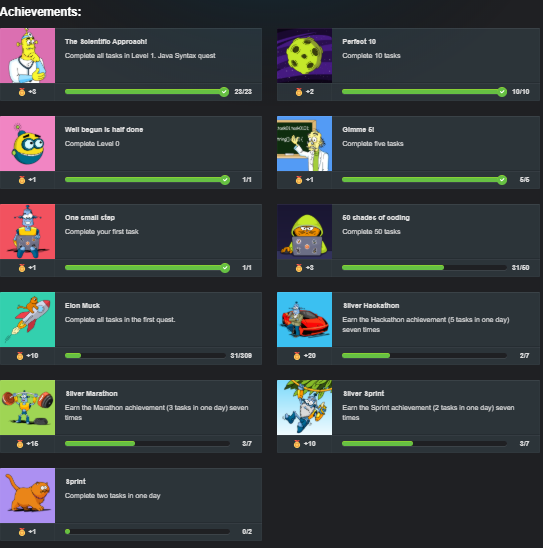 Achievements:
The Scientific Approach!
Complete all tasks in Level 1. Java Syntax quest
+3
23/23
Perfect 10
Complete 10 tasks
+2
10/10
Well begun is half done
Complete Level 0
+1
1/1
Gimme 5!
Complete five tasks
+1
5/5
One small step
Complete your first task
+1
1/1
50 shades of coding
Complete 50 tasks
+3
31/50
Elon Musk
Complete all tasks in the first quest.
+10
31/309
Silver Hackathon
Earn the Hackathon achievement (5 tasks in one day)
seven times
+20
2/7
Silver Marathon
Earn the Marathon achievement (3 tasks in one day) seven
times
+15
3/7
Silver Sprint
Earn the Sprint achievement (2 tasks in one day) seven
times
+10
3/7
Sprint
Complete two tasks in one day
+1
0/2